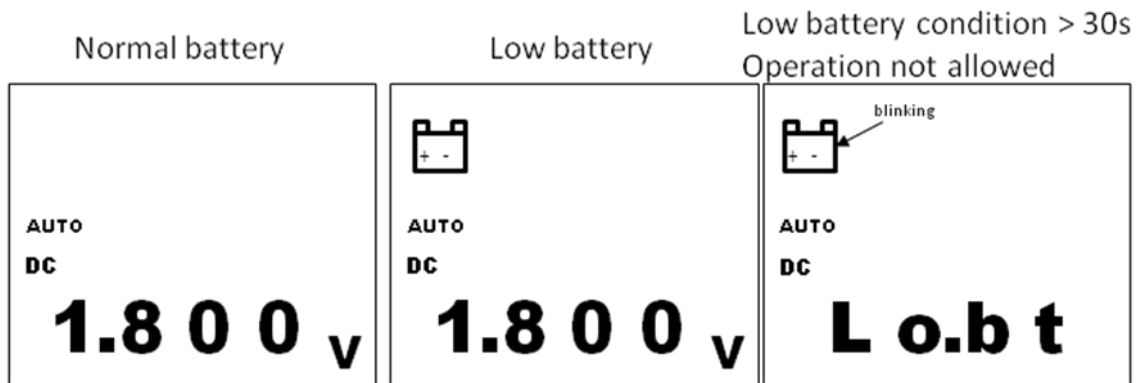 Normal battery
AUTO
DC
1.8 0 0 V
Low battery
+ -
AUTO
DC
1.8 0 0 V
Low battery condition > 30s
Operation not allowed
blinking
+ -
AUTO
DC
L o.b t